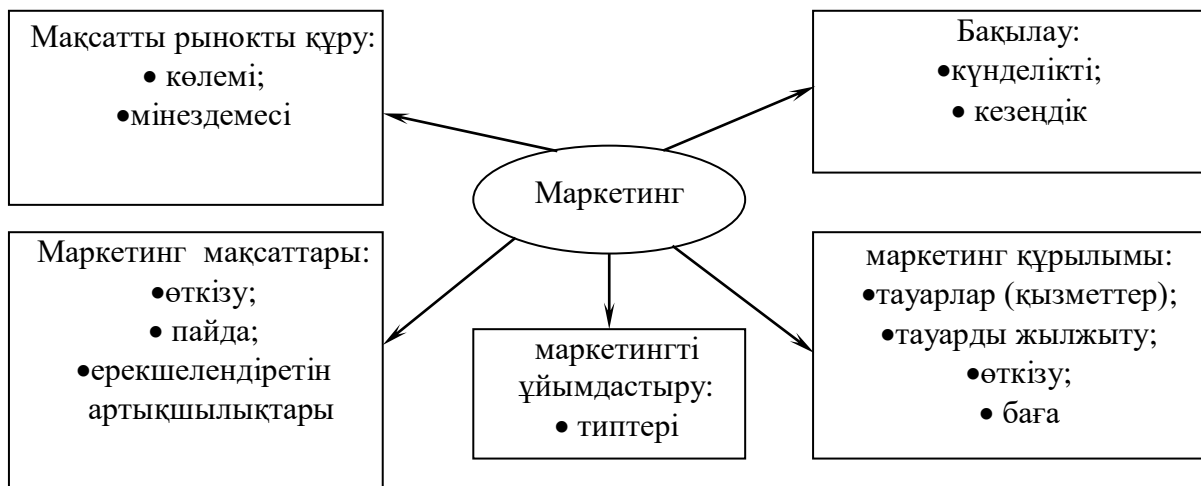 Мақсатты рынокты құру:
• көлемі;
•мінездемесі
Бақылау:
•күнделікті;
• кезеңдік
Маркетинг
Маркетинг мақсаттары:
•өткізу;
• пайда;
•ерекшелендіретін
артықшылықтары
маркетингті
ұйымдастыру:
• типтері
маркетинг құрылымы:
•тауарлар (қызметтер);
•тауарды жылжыту;
•өткізу;
• баға